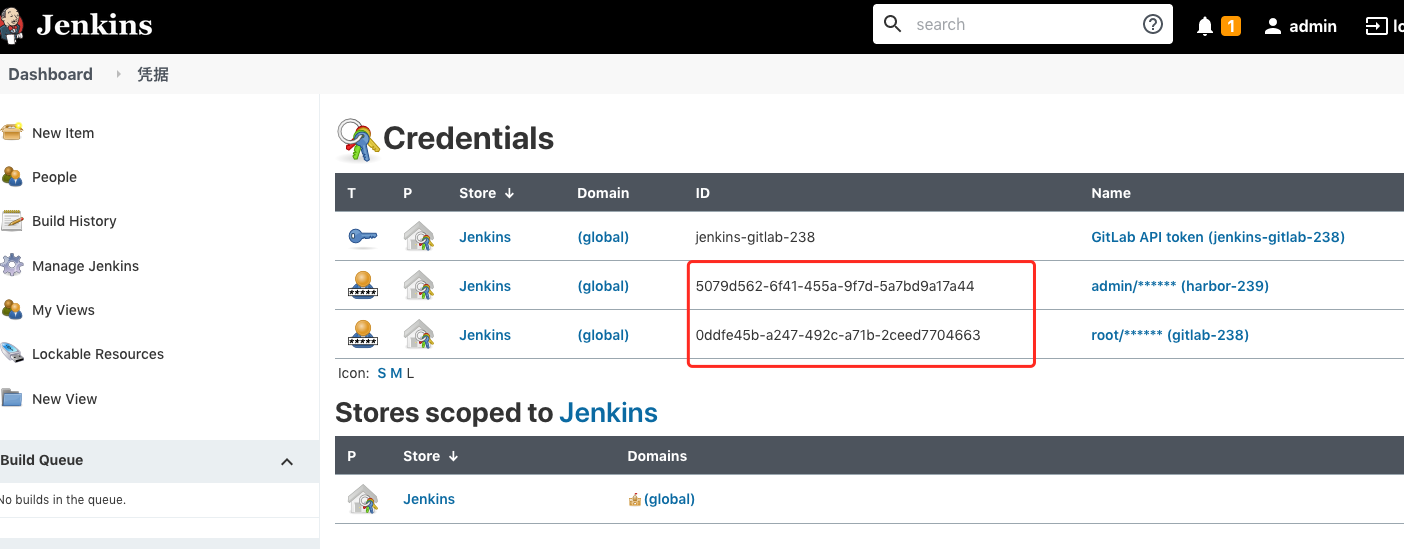 Jenkins
search
1
admin
lo
Dashboard
凭据
New Item
People
Build History
Manage Jenkins
My Views
Lockable Resources
New View
Build Queue
No builds in the queue.
Credentials
T P Store ↓ Domain ID Name
Jenkins (global) jenkins-gitlab-238 GitLab API token (jenkins-gitlab-238)
Jenkins (global) 5079d562-6f41-455a-9f7d-5a7bd9a17a44 admin/****** (harbor-239)
Jenkins (global) 0ddfe45b-a247-492c-a71b-2ceed7704663 root/****** (gitlab-238)
Icon: S M L
Stores scoped to Jenkins
P Store ↓ Domains
Jenkins (global)